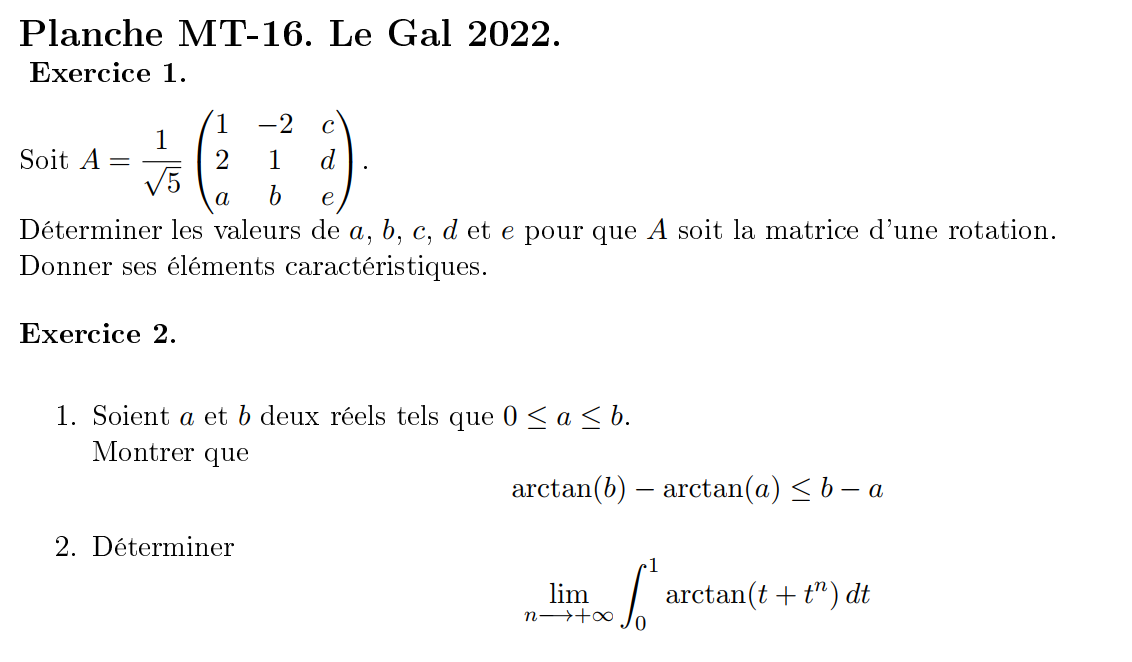 Planche MT-16. Le Gal 2022.
Exercice 1.
Soit $A = \frac{1}{\sqrt{5}} \begin{pmatrix} 1 & -2 & c \\ 2 & 1 & d \\ a & b & e \end{pmatrix}$.
Déterminer les valeurs de $a$, $b$, $c$, $d$ et $e$ pour que $A$ soit la matrice d'une rotation.
Donner ses éléments caractéristiques.
Exercice 2.
1. Soient $a$ et $b$ deux réels tels que $0 \leq a \leq b$.
Montrer que
$\arctan(b) - \arctan(a) \leq b - a$
2. Déterminer
$\lim_{n \longrightarrow +\infty} \int_0^1 \arctan(t + t^n)\, dt$